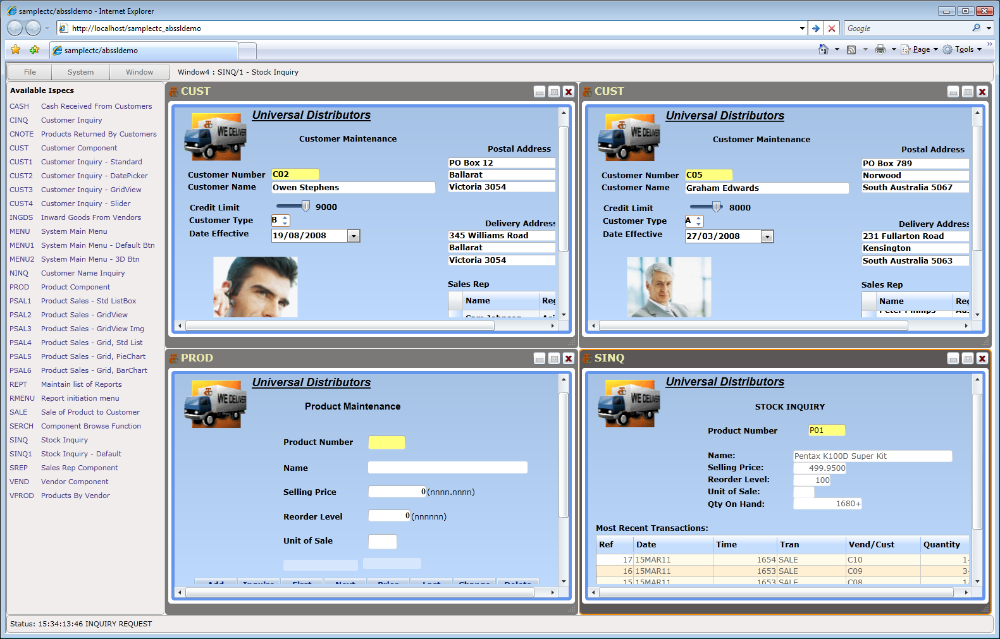 samplectc/abssldemo - Internet Explorer
http://localhost/samplectc_abssldemo
Google
samplectc/abssldemo
Page
Tools
File
System
Window
Window4 : SINQ/1 - Stock Inquiry
Available Ispecs
CASH Cash Received From Customers
CINQ Customer Inquiry
CNOTE Products Returned By Customers
CUST Customer Component
CUST1 Customer Inquiry - Standard
CUST2 Customer Inquiry - DatePicker
CUST3 Customer Inquiry - GridView
CUST4 Customer Inquiry - Slider
INGDS Inward Goods From Vendors
MENU System Main Menu
MENU1 System Main Menu - Default Btn
MENU2 System Main Menu - 3D Btn
NINQ Customer Name Inquiry
PROD Product Component
PSAL1 Product Sales - Std ListBox
PSAL2 Product Sales - GridView
PSAL3 Product Sales - GridView Img
PSAL4 Product Sales - Grid, Std List
PSAL5 Product Sales - Grid, PieChart
PSAL6 Product Sales - Grid, BarChart
REPT Maintain list of Reports
RMENU Report initiation menu
SALE Sale of Product to Customer
SERCH Component Browse Function
SINQ Stock Inquiry
SINQ1 Stock Inquiry - Default
SREP Sales Rep Component
VEND Vendor Component
VPROD Products By Vendor
CUST
Universal Distributors
WE DELIVER
Customer Maintenance
Postal Address
PO Box 12
Ballarat
Victoria 3054
Customer Number C02
Customer Name Owen Stephens
Credit Limit 9000
Customer Type B
Date Effective 19/08/2008
Delivery Address
345 Williams Road
Ballarat
Victoria 3054
Sales Rep
Name Reg
CUST
Universal Distributors
WE DELIVER
Customer Maintenance
Postal Address
PO Box 789
Norwood
South Australia 5067
Customer Number C05
Customer Name Graham Edwards
Credit Limit 8000
Customer Type A
Date Effective 27/03/2008
Delivery Address
231 Fullarton Road
Kensington
South Australia 5063
Sales Rep
Name Reg
PROD
Universal Distributors
WE DELIVER
Product Maintenance
Product Number
Name
Selling Price 0 (nnnn.nnnn)
Reorder Level 0 (nnnnnn)
Unit of Sale
Add Inquire First Next Prior Last Change Delete
SINQ
Universal Distributors
WE DELIVER
STOCK INQUIRY
Product Number P01
Name: Pentax K100D Super Kit
Selling Price: 499.9500
Reorder Level: 100
Unit of Sale:
Qty On Hand: 1680+
Most Recent Transactions:
Ref Date Time Tran Vend/Cust Quantity
17 15MAR11 1654 SALE C10 1-
16 15MAR11 1653 SALE C09 3-
15 15MAR11 1653 SALE C08 1-
Status: 15:34:13:46 INQUIRY REQUEST